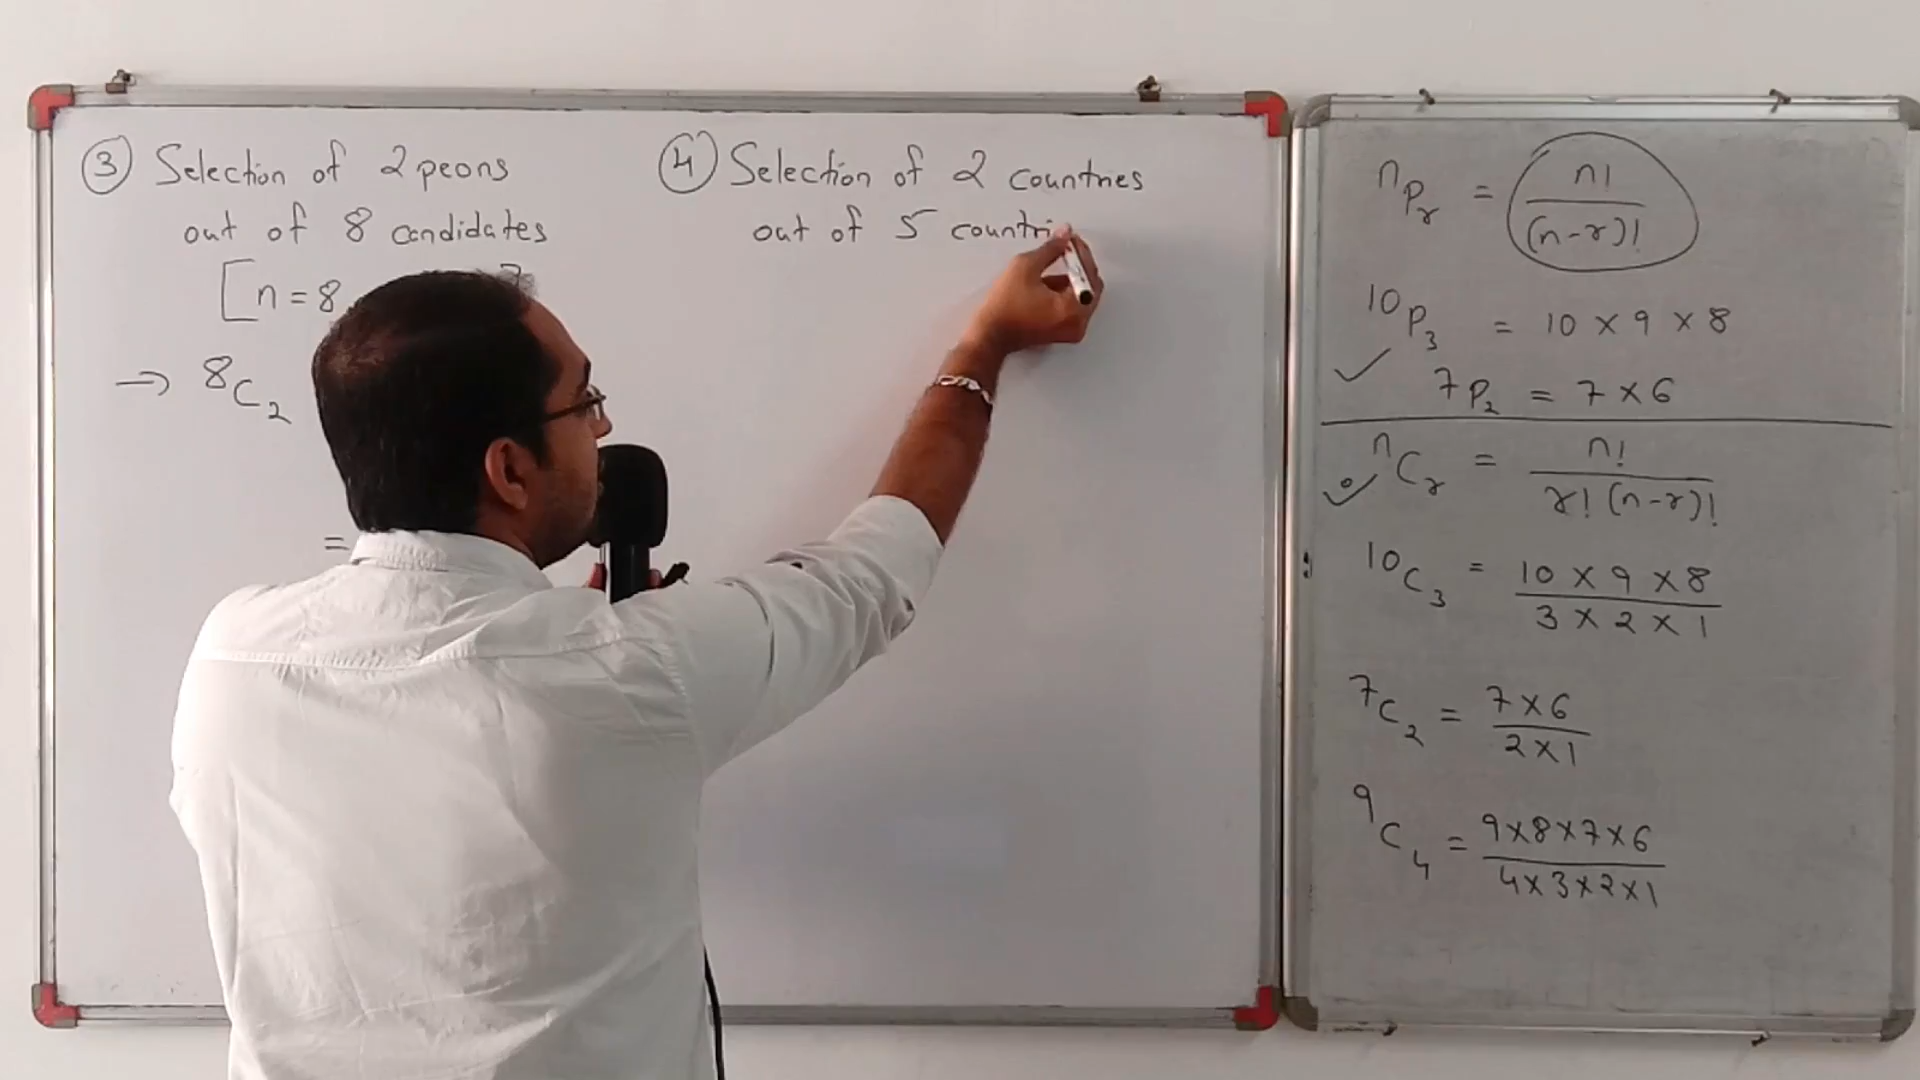 ③ Selection of 2 peons
out of 8 candidates
[n = 8
→ ⁸C₂
=
④ Selection of 2 countries
out of 5 countri
ⁿPᵣ = n! / (n-r)!
¹⁰P₃ = 10 × 9 × 8
✓ ⁷P₂ = 7 × 6
✓ ⁿCᵣ = n! / r! (n-r)!
¹⁰C₃ = 10 × 9 × 8 / 3 × 2 × 1
⁷C₂ = 7 × 6 / 2 × 1
⁹C₄ = 9×8×7×6 / 4×3×2×1